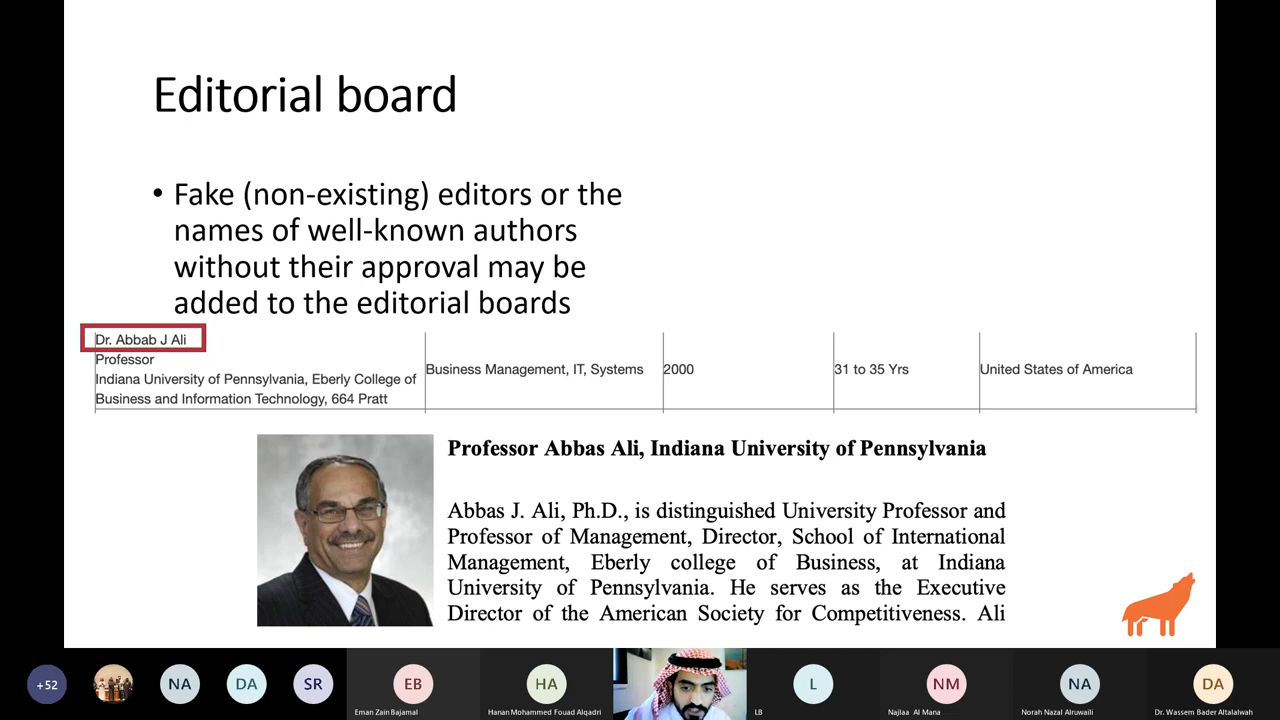 Editorial board
• Fake (non-existing) editors or the
names of well-known authors
without their approval may be
added to the editorial boards
Dr. Abbab J Ali
Professor
Indiana University of Pennsylvania, Eberly College of
Business and Information Technology, 664 Pratt
Business Management, IT, Systems
2000
31 to 35 Yrs
United States of America
Professor Abbas Ali, Indiana University of Pennsylvania
Abbas J. Ali, Ph.D., is distinguished University Professor and
Professor of Management, Director, School of International
Management, Eberly college of Business, at Indiana
University of Pennsylvania. He serves as the Executive
Director of the American Society for Competitiveness. Ali
+52
NA
DA
SR
EB
Eman Zain Bajamal
HA
Hanan Mohammed Fouad Alqadri
L
LB
NM
Najlaa Al Mana
NA
Norah Nazal Alruwaili
DA
Dr. Wassem Bader Altalalwah